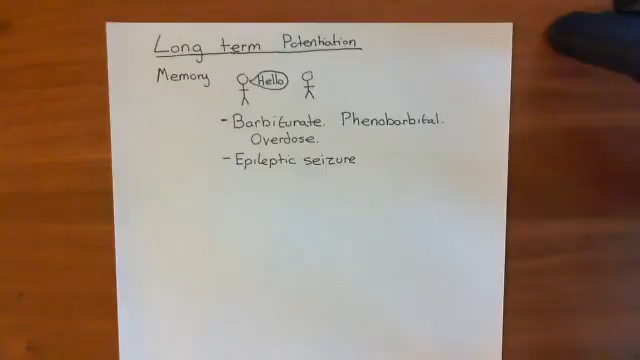 Long term Potentiation
Memory Hello
- Barbiturate. Phenobarbital.
Overdose.
- Epileptic seizure